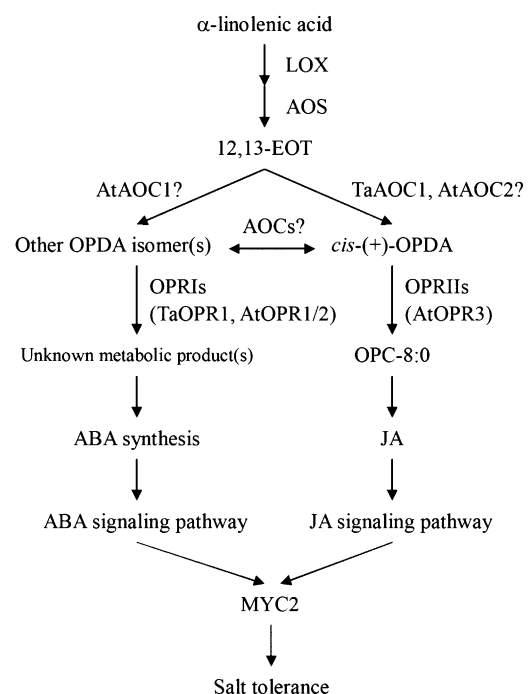 α-linolenic acid
LOX
AOS
12,13-EOT
AtAOC1?
TaAOC1, AtAOC2?
Other OPDA isomer(s)
AOCs?
cis-(+)-OPDA
OPRIs
(TaOPR1, AtOPR1/2)
OPRIIs
(AtOPR3)
Unknown metabolic product(s)
OPC-8:0
ABA synthesis
JA
ABA signaling pathway
JA signaling pathway
MYC2
Salt tolerance